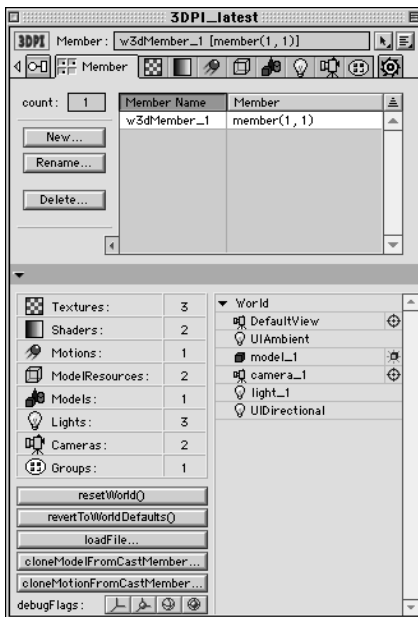 3DPI_latest
3DPI Member: w3dMember_1 [member(1,1)]
Member
count: 1
Member Name Member
w3dMember_1 member(1,1)
New...
Rename...
Delete...
Textures: 3
Shaders: 2
Motions: 1
ModelResources: 2
Models: 1
Lights: 3
Cameras: 2
Groups: 1
resetWorld()
revertToWorldDefaults()
loadFile...
cloneModelFromCastMember...
cloneMotionFromCastMember...
debugFlags:
World
DefaultView
UIAmbient
model_1
camera_1
light_1
UIDirectional